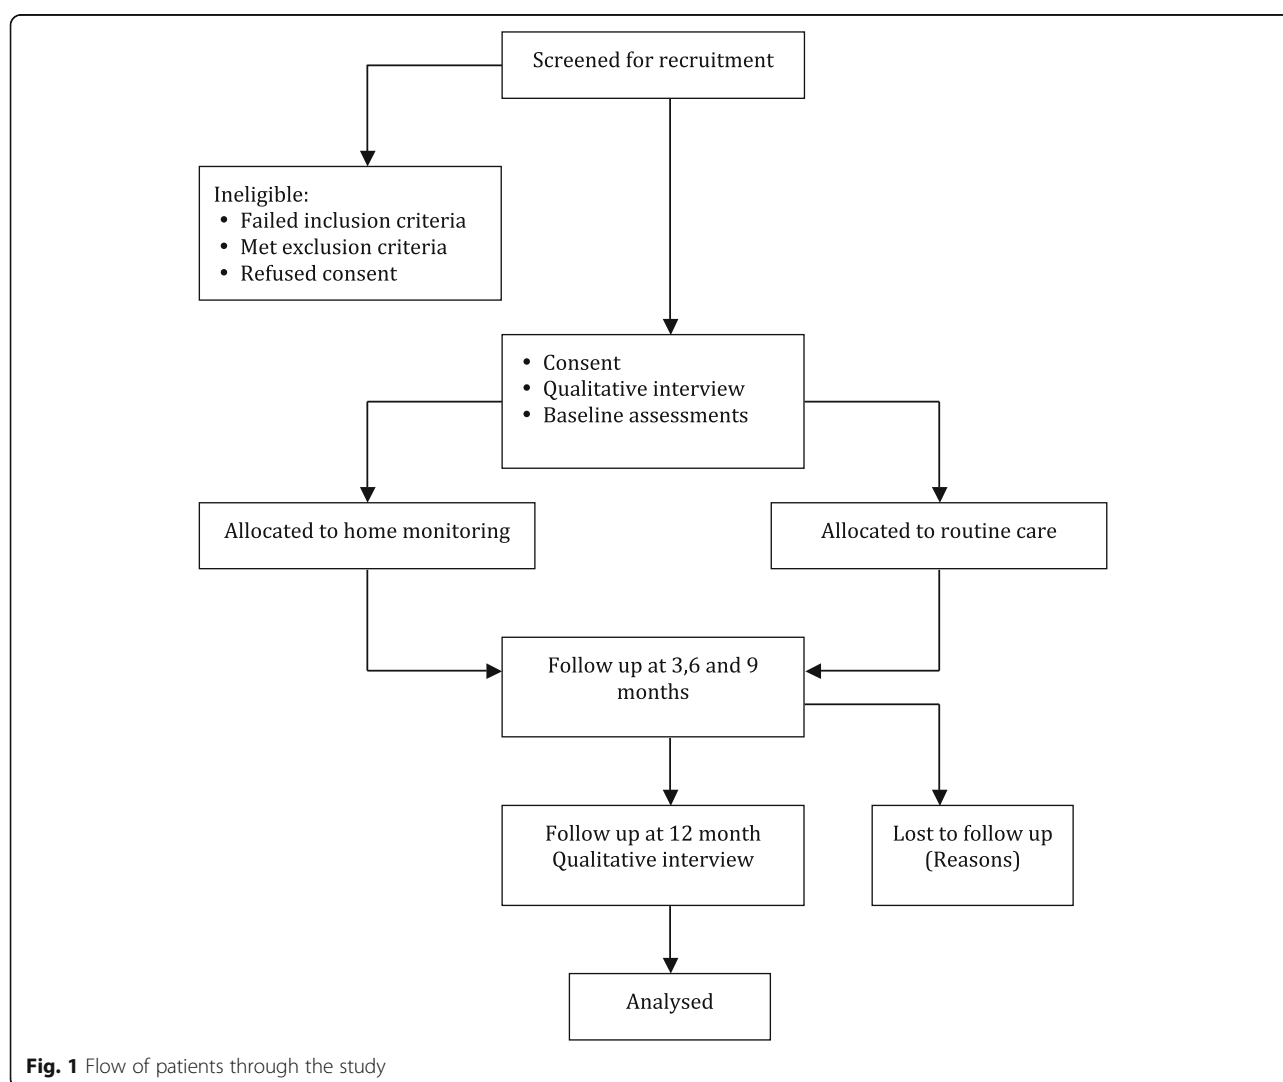 Screened for recruitment
Ineligible:
• Failed inclusion criteria
• Met exclusion criteria
• Refused consent
• Consent
• Qualitative interview
• Baseline assessments
Allocated to home monitoring
Allocated to routine care
Follow up at 3,6 and 9
months
Follow up at 12 month
Qualitative interview
Lost to follow up
(Reasons)
Analysed
Fig. 1 Flow of patients through the study